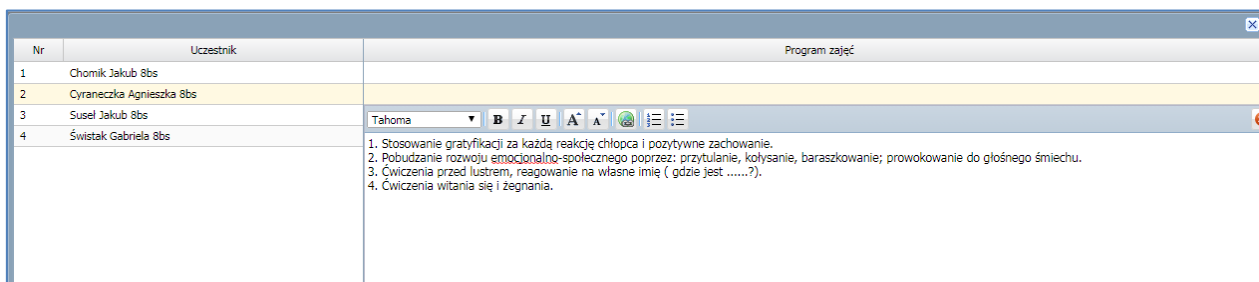 Nr Uczestnik Program zajęć
1 Chomik Jakub 8bs
2 Cyraneczka Agnieszka 8bs
3 Suseł Jakub 8bs
4 Świstak Gabriela 8bs
Tahoma B I U A A
1. Stosowanie gratyfikacji za każdą reakcję chłopca i pozytywne zachowanie.
2. Pobudzanie rozwoju emocjonalno-społecznego poprzez: przytulanie, kołysanie, baraszkowanie; prowokowanie do głośnego śmiechu.
3. Ćwiczenia przed lustrem, reagowanie na własne imię ( gdzie jest ......?).
4. Ćwiczenia witania się i żegnania.